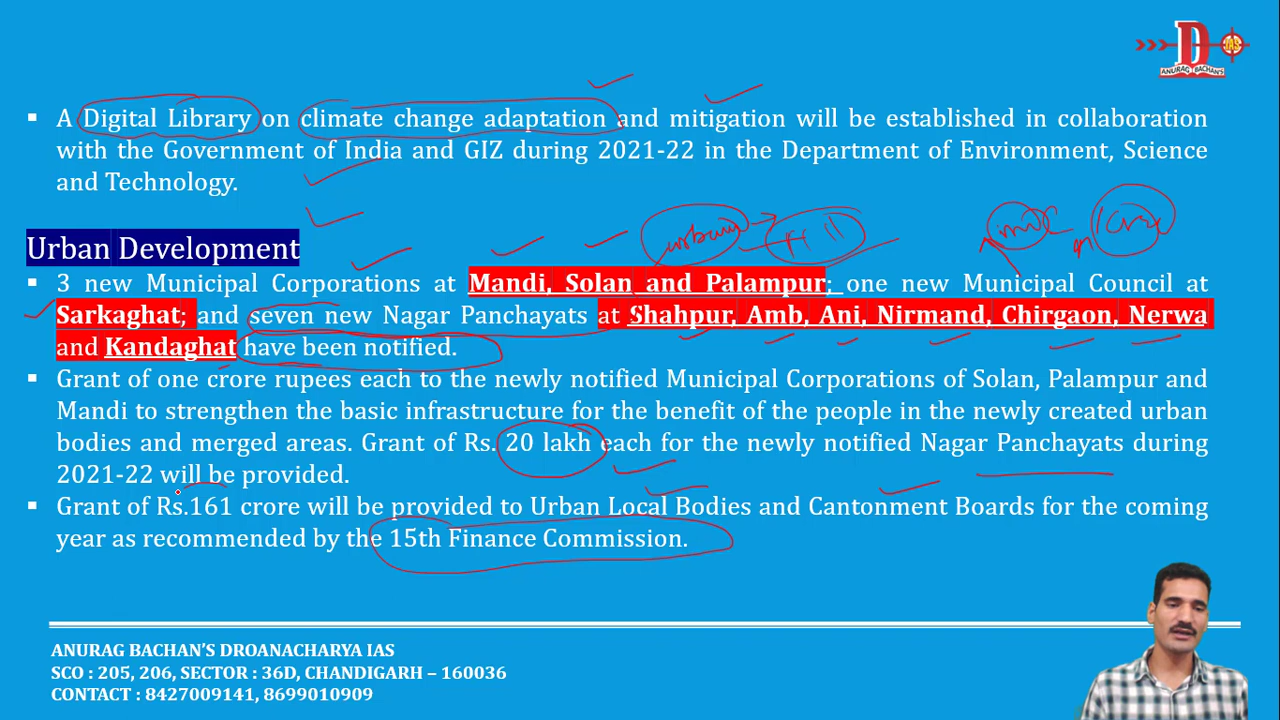 D
IAS
ANURAG BACHAN'S
▪ A Digital Library on climate change adaptation and mitigation will be established in collaboration
with the Government of India and GIZ during 2021-22 in the Department of Environment, Science
and Technology.
urban
1 crore
Urban Development
▪ 3 new Municipal Corporations at Mandi, Solan and Palampur; one new Municipal Council at
Sarkaghat; and seven new Nagar Panchayats at Shahpur, Amb, Ani, Nirmand, Chirgaon, Nerwa
and Kandaghat have been notified.
▪ Grant of one crore rupees each to the newly notified Municipal Corporations of Solan, Palampur and
Mandi to strengthen the basic infrastructure for the benefit of the people in the newly created urban
bodies and merged areas. Grant of Rs. 20 lakh each for the newly notified Nagar Panchayats during
2021-22 will be provided.
▪ Grant of Rs.161 crore will be provided to Urban Local Bodies and Cantonment Boards for the coming
year as recommended by the 15th Finance Commission.
ANURAG BACHAN'S DROANACHARYA IAS
SCO : 205, 206, SECTOR : 36D, CHANDIGARH – 160036
CONTACT : 8427009141, 8699010909